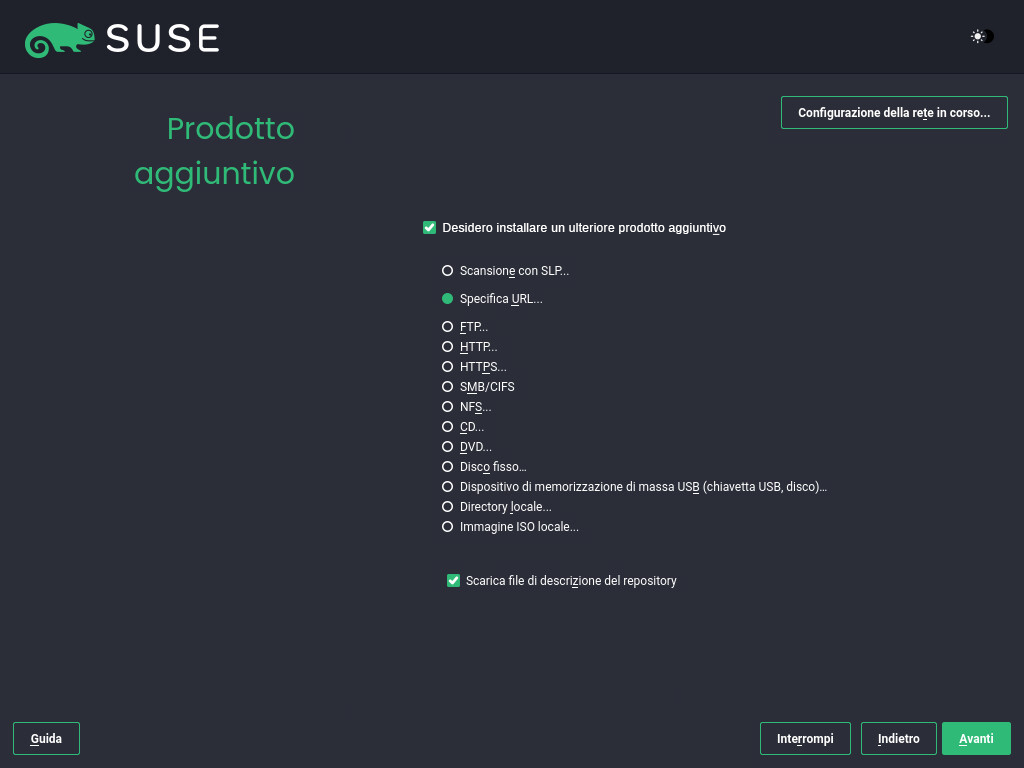 SUSE
Configurazione della rete in corso...
Prodotto
aggiuntivo
Desidero installare un ulteriore prodotto aggiuntivo
Scansione con SLP...
Specifica URL...
FTP...
HTTP...
HTTPS...
SMB/CIFS
NFS...
CD...
DVD...
Disco fisso...
Dispositivo di memorizzazione di massa USB (chiavetta USB, disco)...
Directory locale...
Immagine ISO locale...
Scarica file di descrizione del repository
Guida
Interrompi
Indietro
Avanti